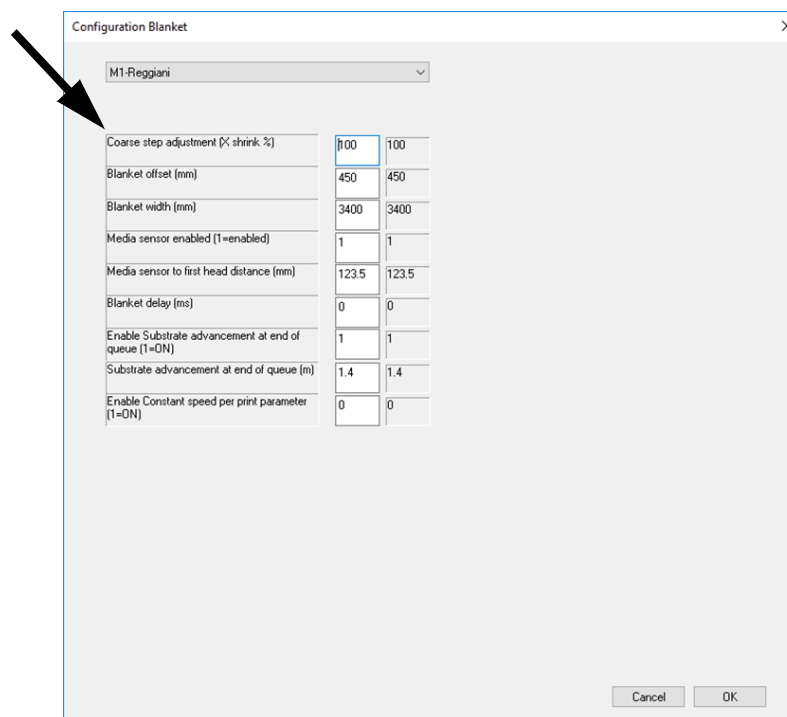 Configuration Blanket
M1-Reggiani
Coarse step adjustment (X shrink %) 100 100
Blanket offset (mm) 450 450
Blanket width (mm) 3400 3400
Media sensor enabled (1=enabled) 1 1
Media sensor to first head distance (mm) 123.5 123.5
Blanket delay (ms) 0 0
Enable Substrate advancement at end of
queue (1=ON) 1 1
Substrate advancement at end of queue (m) 1.4 1.4
Enable Constant speed per print parameter
(1=ON) 0 0
Cancel OK